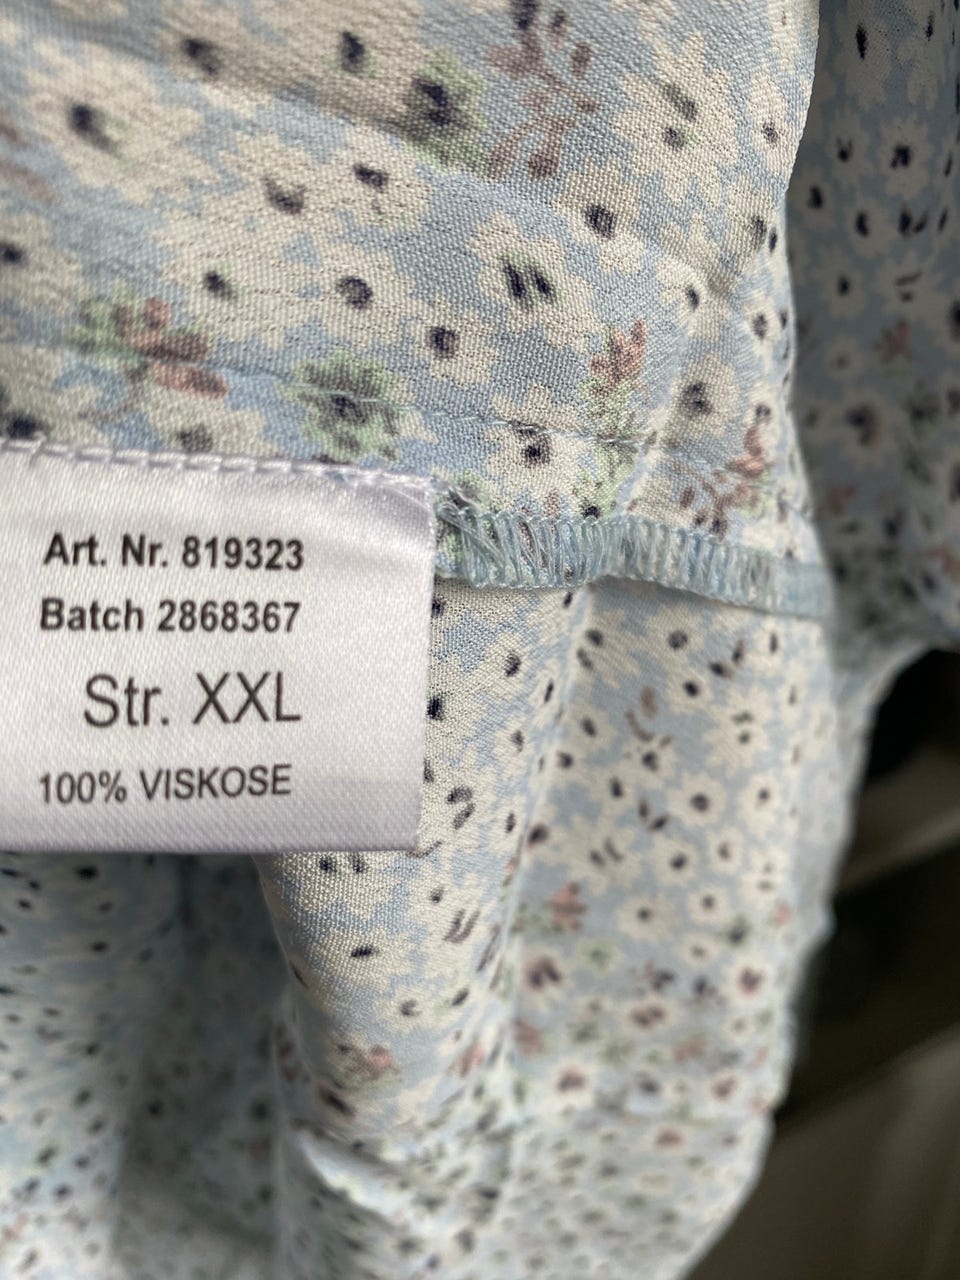 Art. Nr. 819323
Batch 2868367
Str. XXL
100% VISKOSE